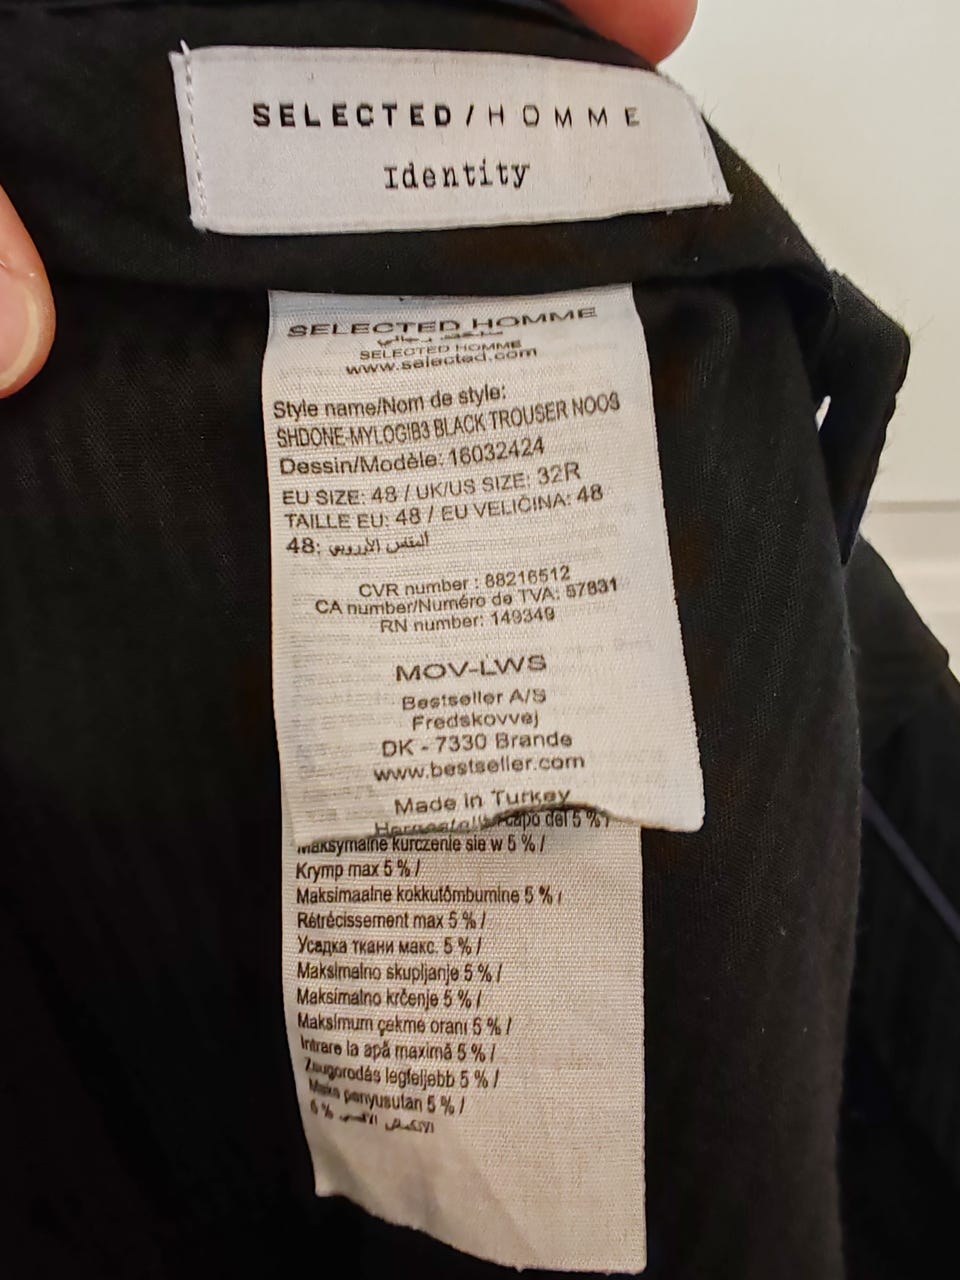 SELECTED/HOMME
Identity
SELECTED HOMME
SELECTED HOMME
www.selected.com
Style name/Nom de style:
SHDONE-MYLOGIB3 BLACK TROUSER NOOS
Dessin/Modèle: 16032424
EU SIZE: 48 / UK/US SIZE: 32R
TAILLE EU: 48 / EU VELIČINA: 48
48:
CVR number : 88216512
CA number/Numéro de TVA: 57831
RN number: 149349
MOV-LWS
Bestseller A/S
Fredskovvej
DK - 7330 Brande
www.bestseller.com
Made in Turkey
capo del 5 % /
Maksymalne kurczenie sie w 5 % /
Krymp max 5 % /
Maksimaalne kokkutõmbumine 5 % /
Rétrécissement max 5 % /
Усадка ткани макс. 5 % /
Maksimalno skupljanje 5 % /
Maksimalno krčenje 5 % /
Maksimum çekme oranı 5 % /
Intrare la apă maximă 5 % /
Zsugorodás legfeljebb 5 % /
Maks penyusutan 5 % /
5 %